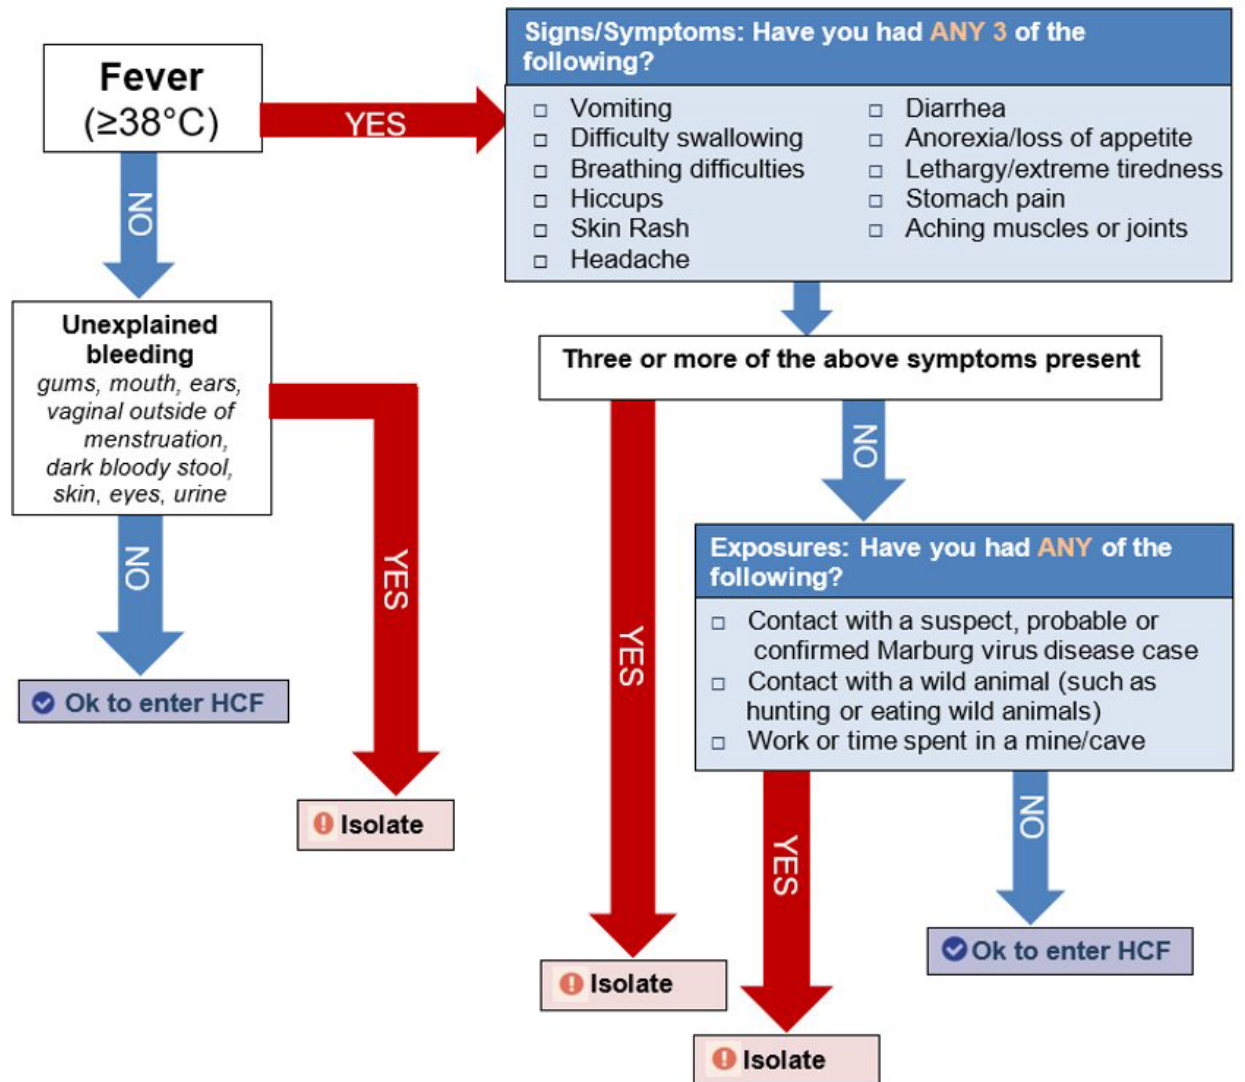 Fever
(≥38°C)
YES
NO
Signs/Symptoms: Have you had ANY 3 of the
following?
□ Vomiting
□ Difficulty swallowing
□ Breathing difficulties
□ Hiccups
□ Skin Rash
□ Headache
□ Diarrhea
□ Anorexia/loss of appetite
□ Lethargy/extreme tiredness
□ Stomach pain
□ Aching muscles or joints
Unexplained
bleeding
gums, mouth, ears,
vaginal outside of
menstruation,
dark bloody stool,
skin, eyes, urine
NO
YES
Ok to enter HCF
Isolate
Three or more of the above symptoms present
YES
NO
Isolate
Exposures: Have you had ANY of the
following?
□ Contact with a suspect, probable or
confirmed Marburg virus disease case
□ Contact with a wild animal (such as
hunting or eating wild animals)
□ Work or time spent in a mine/cave
YES
NO
Ok to enter HCF
Isolate